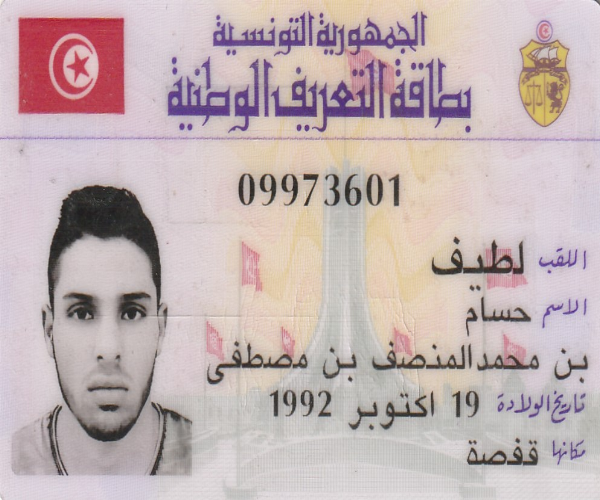 الجمهورية التونسية
بطاقة التعريف الوطنية
09973601
اللقب لطيف
الاسم حسام
بن محمدالمنصف بن مصطفى
تاريخ الولادة 19 اكتوبر 1992
مكانها قفصة